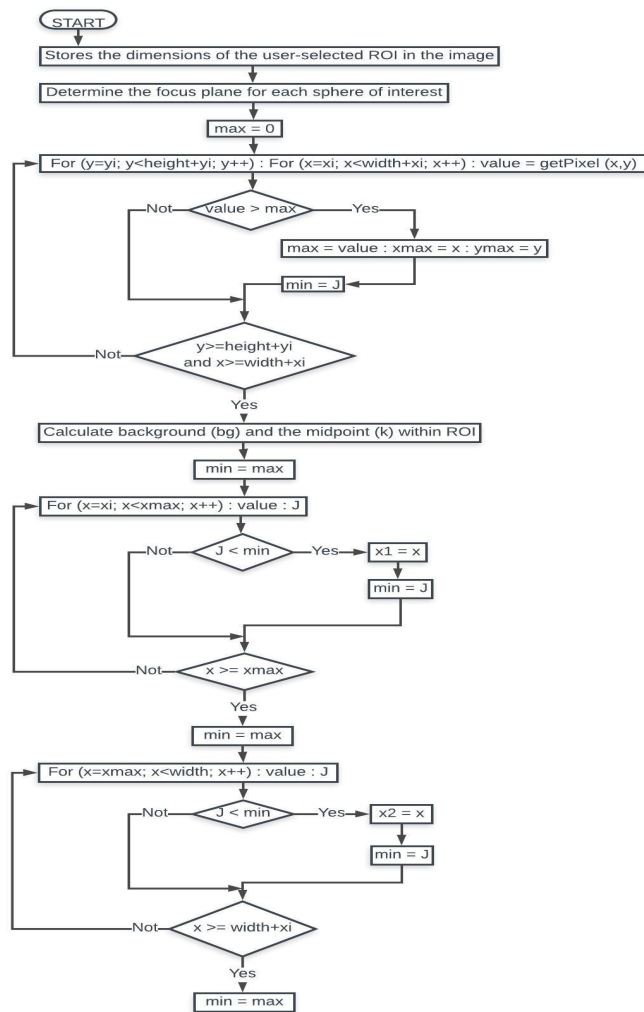 START
Stores the dimensions of the user-selected ROI in the image
Determine the focus plane for each sphere of interest
max = 0
For (y=yi; y<height+yi; y++) : For (x=xi; x<width+xi; x++) : value = getPixel (x,y)
Not
value > max
Yes
max = value : xmax = x : ymax = y
min = J
y>=height+yi
and x>=width+xi
Not
Yes
Calculate background (bg) and the midpoint (k) within ROI
min = max
For (x=xi; x<xmax; x++) : value : J
Not
J < min
Yes
x1 = x
min = J
Not
x >= xmax
Yes
min = max
For (x=xmax; x<width; x++) : value : J
Not
J < min
Yes
x2 = x
min = J
Not
x >= width+xi
Yes
min = max